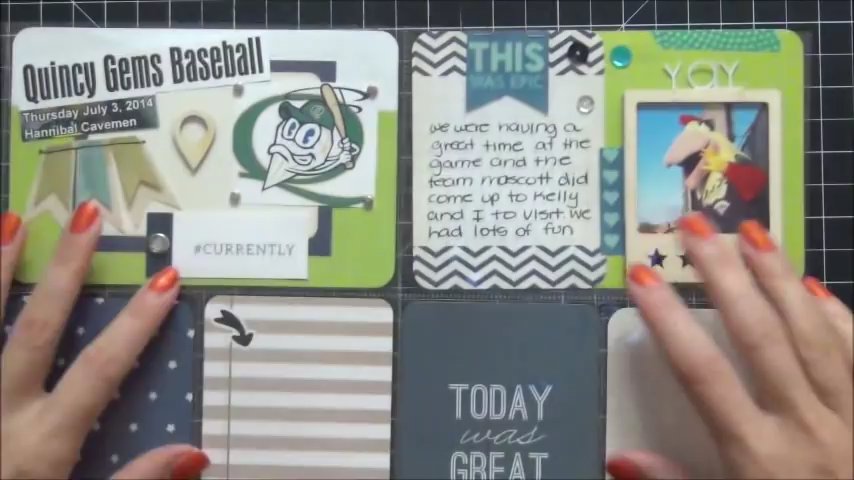 Quincy Gems Baseball
Thursday July 3, 2014
Hannibal Cavemen
#CURRENTLY
THIS
WAS EPIC
we were having a
great time at the
game and the
team mascott did
come up to Kelly
and I to visit we
had lots of fun
YAY
TODAY
was
GREAT